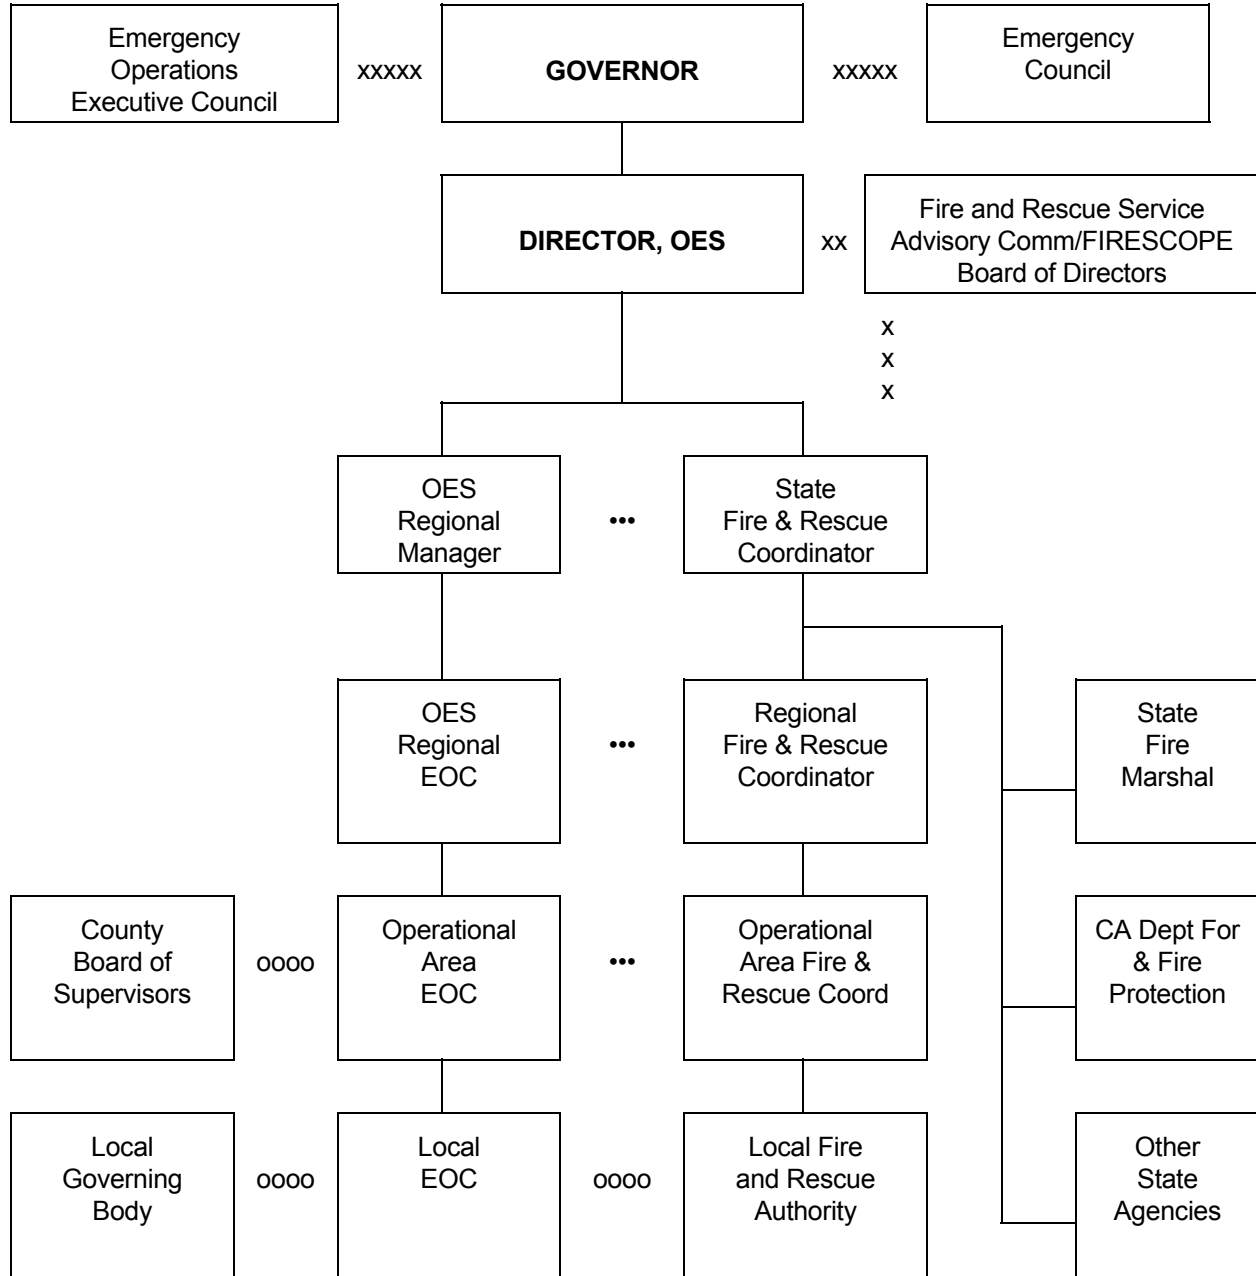 Emergency
Operations
Executive Council
xxxxx
GOVERNOR
xxxxx
Emergency
Council
DIRECTOR, OES
xx
Fire and Rescue Service
Advisory Comm/FIRESCOPE
Board of Directors
x
x
x
OES
Regional
Manager
•••
State
Fire & Rescue
Coordinator
OES
Regional
EOC
•••
Regional
Fire & Rescue
Coordinator
State
Fire
Marshal
County
Board of
Supervisors
oooo
Operational
Area
EOC
•••
Operational
Area Fire &
Rescue Coord
CA Dept For
& Fire
Protection
Local
Governing
Body
oooo
Local
EOC
oooo
Local Fire
and Rescue
Authority
Other
State
Agencies